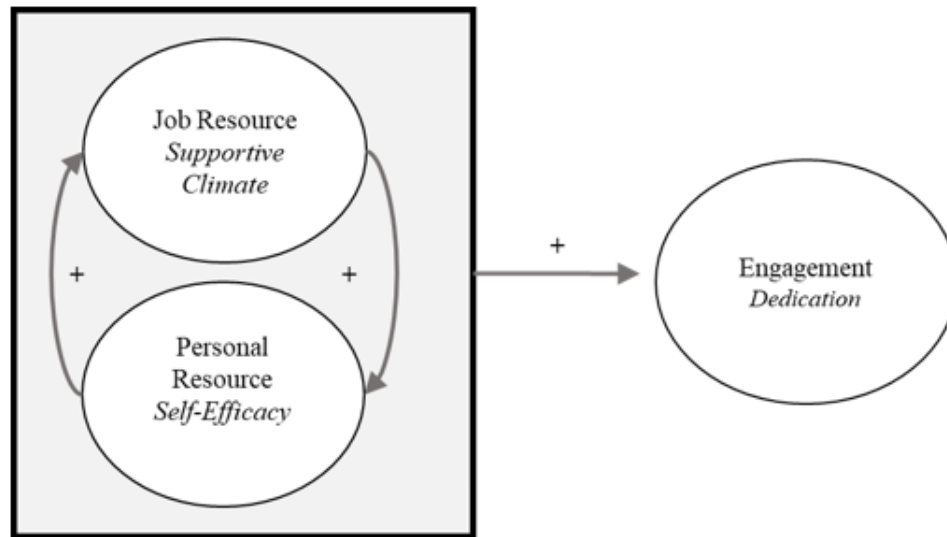 Job Resource
Supportive
Climate
+
+
+
Personal
Resource
Self-Efficacy
Engagement
Dedication